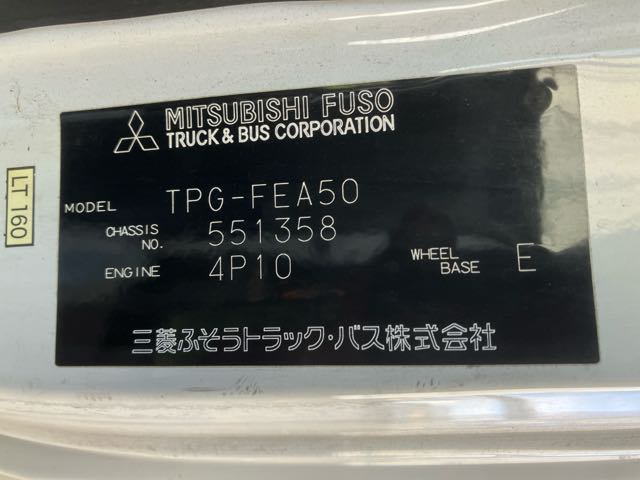 MITSUBISHI FUSO
TRUCK & BUS CORPORATION
LT 160
MODEL TPG-FEA50
CHASSIS NO. 551358
ENGINE 4P10
WHEEL BASE E
三菱ふそうトラック・バス株式会社